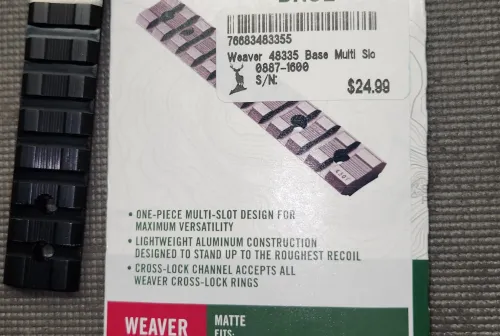 76683483355
Weaver 48335 Base Multi Slo
0887-1600
S/N:
$24.99
• ONE-PIECE MULTI-SLOT DESIGN FOR
MAXIMUM VERSATILITY
• LIGHTWEIGHT ALUMINUM CONSTRUCTION
DESIGNED TO STAND UP TO THE ROUGHEST RECOIL
• CROSS-LOCK CHANNEL ACCEPTS ALL
WEAVER CROSS-LOCK RINGS
WEAVER
MATTE
FITS: